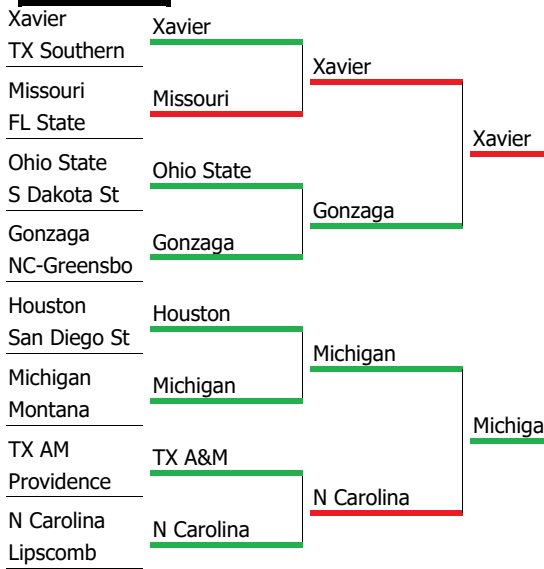 Xavier
TX Southern
Missouri
FL State
Ohio State
S Dakota St
Gonzaga
NC-Greensbo
Houston
San Diego St
Michigan
Montana
TX AM
Providence
N Carolina
Lipscomb
Xavier
Missouri
Ohio State
Gonzaga
Houston
Michigan
TX A&M
N Carolina
Xavier
Gonzaga
Michigan
N Carolina
Xavier
Michiga